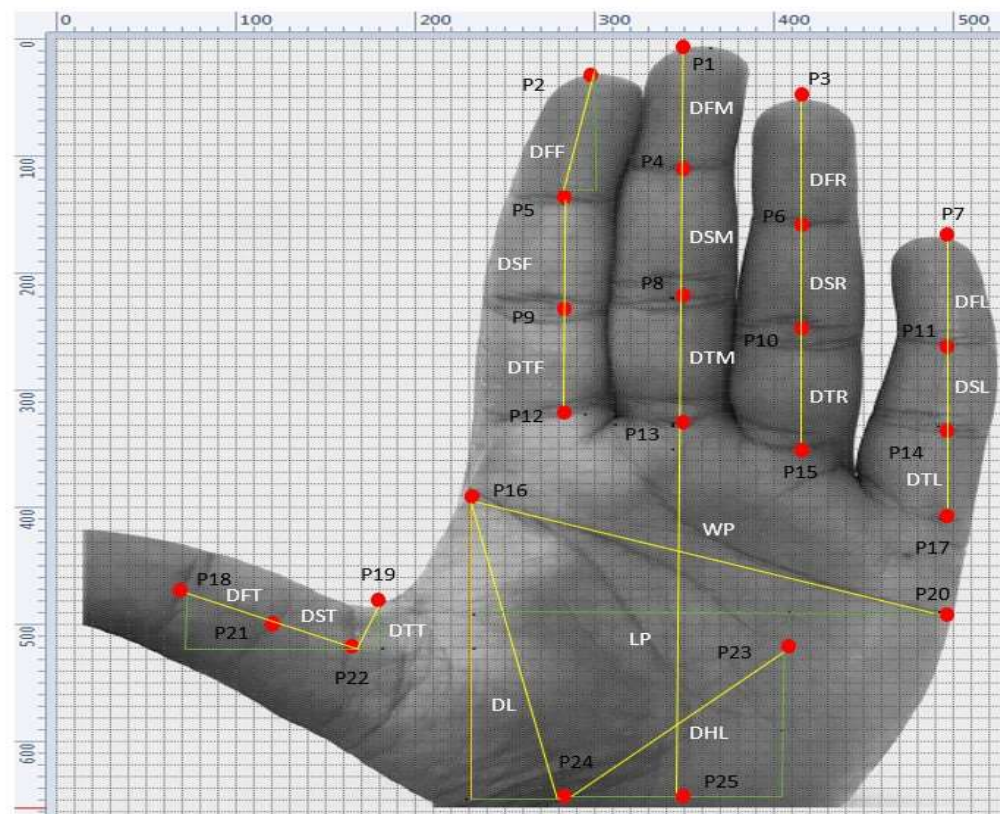 0 100 200 300 400 500
0
100
200
300
400
500
600
P1
P2
P3
DFM
DFF
P4
DFR
P5
P6
P7
DSM
DSF
P8
DSR
P9
P10
P11
DFL
DTF
DTM
DTR
DSL
P12
P13
P14
P15
DTL
P16
WP
P17
P18
P19
DFT
DST
P20
P21
DTT
LP
P23
P22
DL
DHL
P24
P25